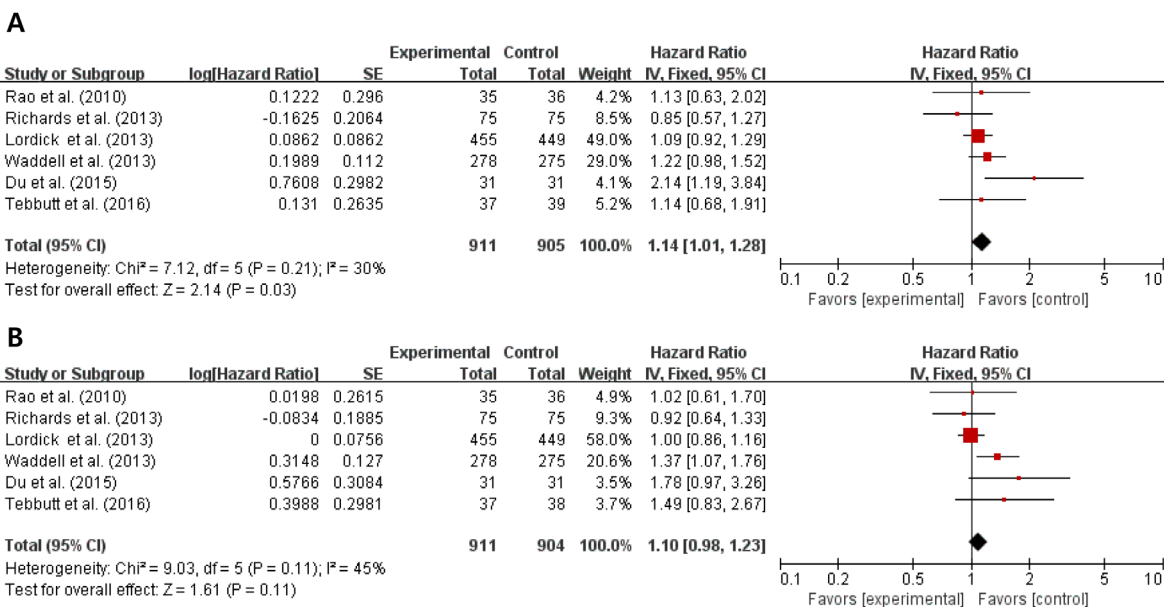 A
Experimental Control Hazard Ratio Hazard Ratio
Study or Subgroup log[Hazard Ratio] SE Total Total Weight IV, Fixed, 95% CI IV, Fixed, 95% CI
Rao et al. (2010) 0.1222 0.296 35 36 4.2% 1.13 [0.63, 2.02]
Richards et al. (2013) -0.1625 0.2064 75 75 8.5% 0.85 [0.57, 1.27]
Lordick et al. (2013) 0.0862 0.0862 455 449 49.0% 1.09 [0.92, 1.29]
Waddell et al. (2013) 0.1989 0.112 278 275 29.0% 1.22 [0.98, 1.52]
Du et al. (2015) 0.7608 0.2982 31 31 4.1% 2.14 [1.19, 3.84]
Tebbutt et al. (2016) 0.131 0.2635 37 39 5.2% 1.14 [0.68, 1.91]
Total (95% CI) 911 905 100.0% 1.14 [1.01, 1.28]
Heterogeneity: Chi² = 7.12, df = 5 (P = 0.21); I² = 30%
Test for overall effect: Z = 2.14 (P = 0.03)
0.1 0.2 0.5 1 2 5 10
Favors [experimental] Favors [control]
B
Experimental Control Hazard Ratio Hazard Ratio
Study or Subgroup log[Hazard Ratio] SE Total Total Weight IV, Fixed, 95% CI IV, Fixed, 95% CI
Rao et al. (2010) 0.0198 0.2615 35 36 4.9% 1.02 [0.61, 1.70]
Richards et al. (2013) -0.0834 0.1885 75 75 9.3% 0.92 [0.64, 1.33]
Lordick et al. (2013) 0 0.0756 455 449 58.0% 1.00 [0.86, 1.16]
Waddell et al. (2013) 0.3148 0.127 278 275 20.6% 1.37 [1.07, 1.76]
Du et al. (2015) 0.5766 0.3084 31 31 3.5% 1.78 [0.97, 3.26]
Tebbutt et al. (2016) 0.3988 0.2981 37 38 3.7% 1.49 [0.83, 2.67]
Total (95% CI) 911 904 100.0% 1.10 [0.98, 1.23]
Heterogeneity: Chi² = 9.03, df = 5 (P = 0.11); I² = 45%
Test for overall effect: Z = 1.61 (P = 0.11)
0.1 0.2 0.5 1 2 5 10
Favors [experimental] Favors [control]